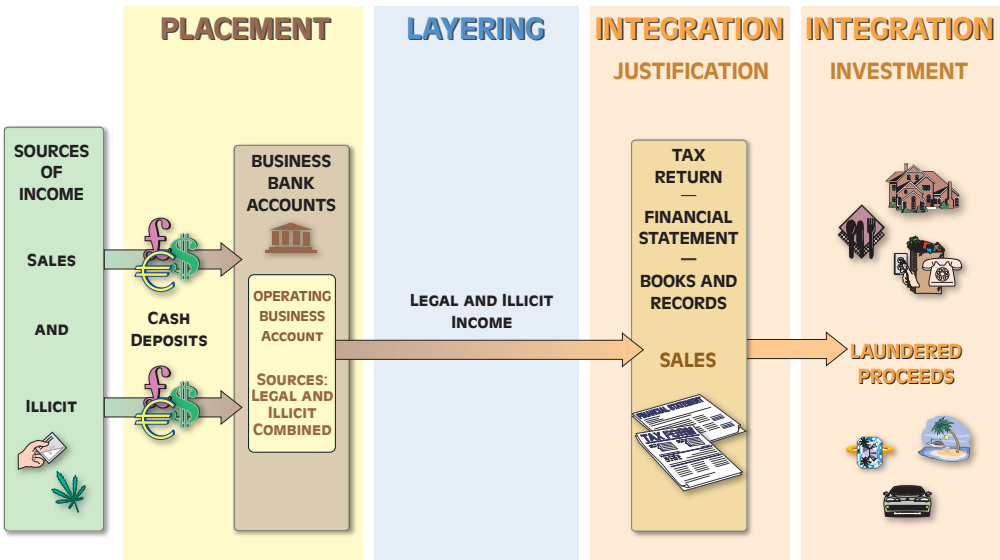 PLACEMENT
LAYERING
INTEGRATION
JUSTIFICATION
INTEGRATION
INVESTMENT
SOURCES
OF
INCOME
SALES
AND
ILLICIT
CASH
DEPOSITS
BUSINESS
BANK
ACCOUNTS
OPERATING
BUSINESS
ACCOUNT
SOURCES:
LEGAL AND
ILLICIT
COMBINED
LEGAL AND ILLICIT
INCOME
TAX
RETURN
—
FINANCIAL
STATEMENT
—
BOOKS AND
RECORDS
SALES
FINANCIAL STATEMENT
TAX FORM
LAUNDERED
PROCEEDS